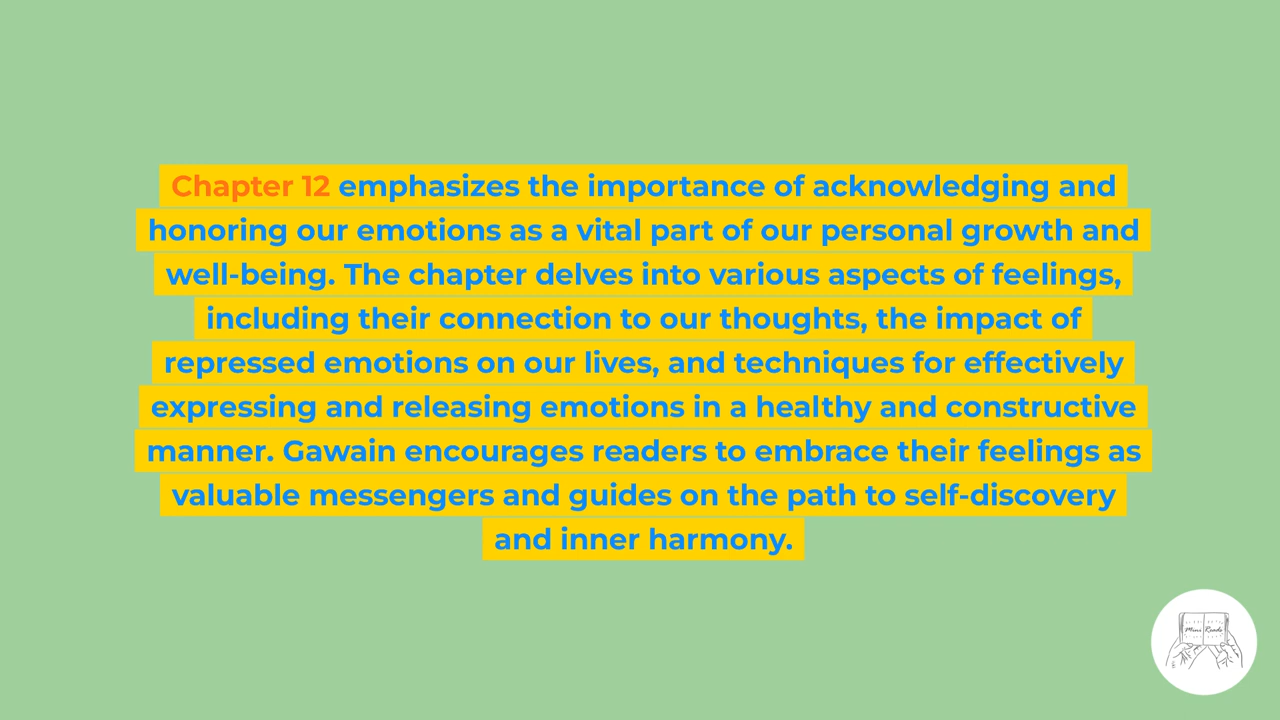 Chapter 12 emphasizes the importance of acknowledging and
honoring our emotions as a vital part of our personal growth and
well-being. The chapter delves into various aspects of feelings,
including their connection to our thoughts, the impact of
repressed emotions on our lives, and techniques for effectively
expressing and releasing emotions in a healthy and constructive
manner. Gawain encourages readers to embrace their feelings as
valuable messengers and guides on the path to self-discovery
and inner harmony.
Mini Reads